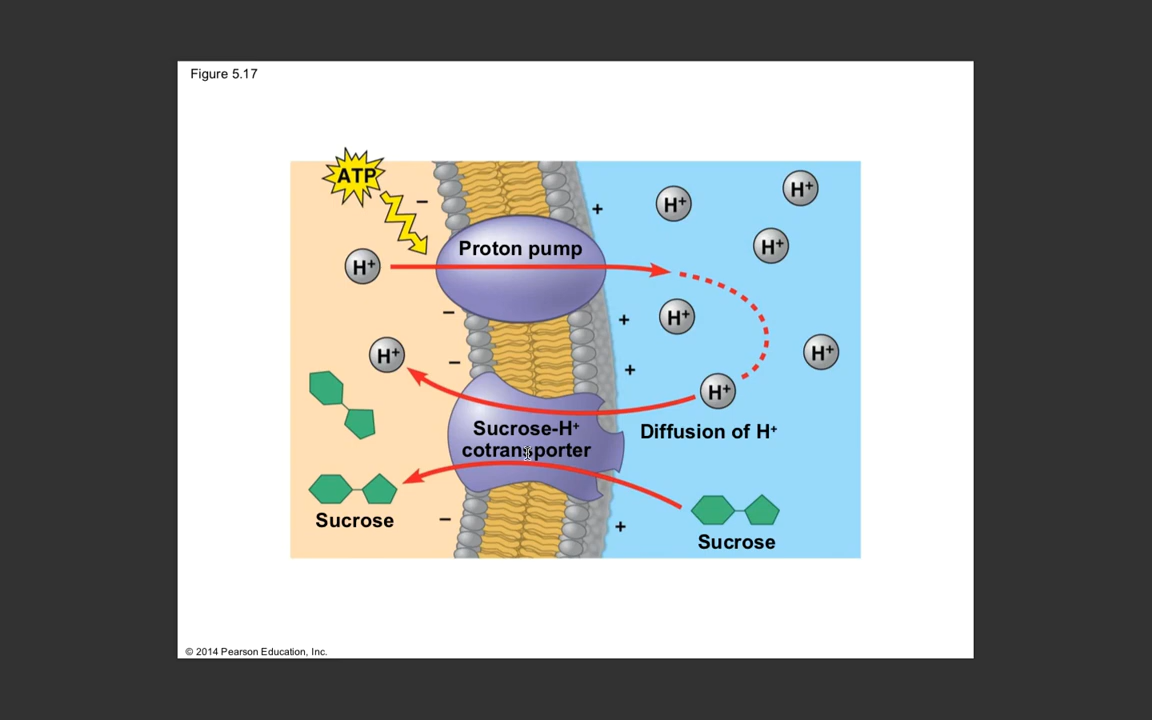 Figure 5.17
ATP
−
+
H⁺
H⁺
H⁺
Proton pump
H⁺
−
+
H⁺
−
+
H⁺
H⁺
H⁺
Sucrose-H⁺
cotransporter
Diffusion of H⁺
Sucrose
−
+
Sucrose
© 2014 Pearson Education, Inc.